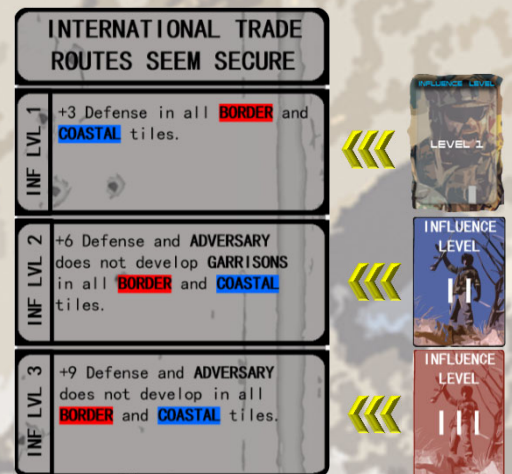 INTERNATIONAL TRADE
ROUTES SEEM SECURE
INF LVL 1
+3 Defense in all BORDER and
COASTAL tiles.
INFLUENCE LEVEL
LEVEL 1
INF LVL 2
+6 Defense and ADVERSARY
does not develop GARRISONS
in all BORDER and COASTAL
tiles.
INFLUENCE
LEVEL
II
INF LVL 3
+9 Defense and ADVERSARY
does not develop in all
BORDER and COASTAL tiles.
INFLUENCE
LEVEL
III